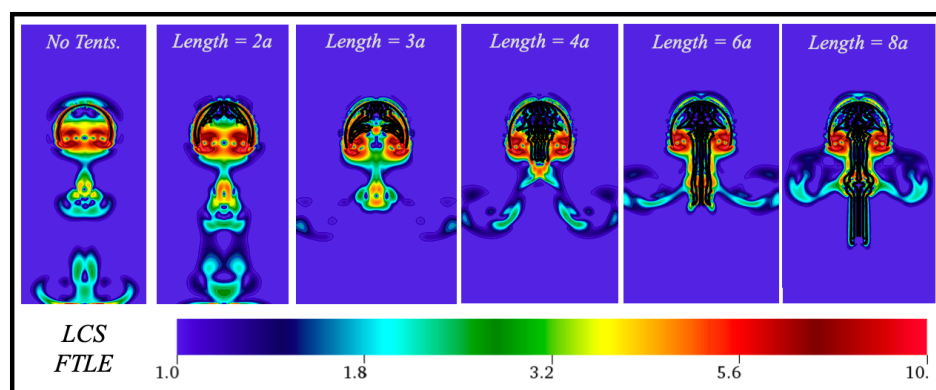 No Tents.
Length = 2a
Length = 3a
Length = 4a
Length = 6a
Length = 8a
LCS
FTLE
1.0
1.8
3.2
5.6
10.